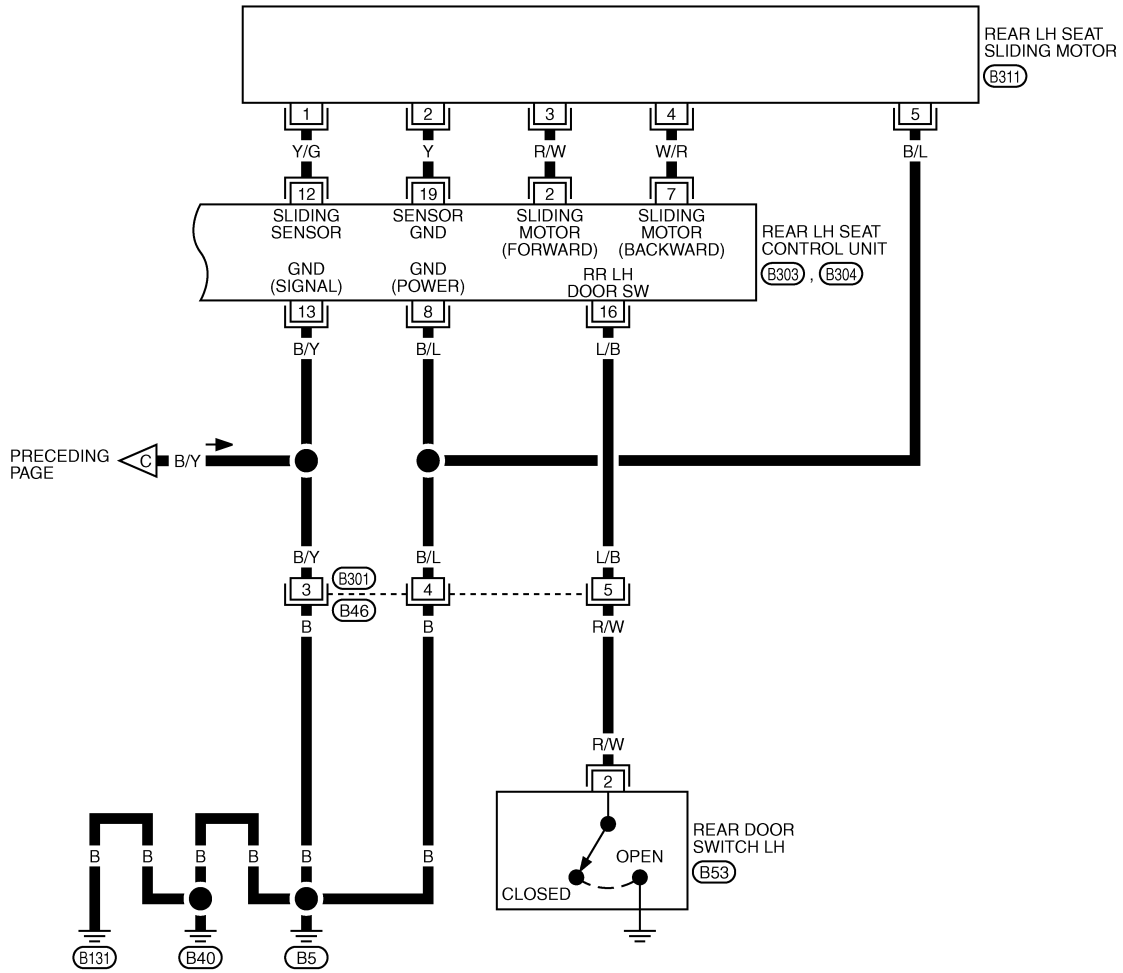 REAR LH SEAT
SLIDING MOTOR
B311
1 2 3 4 5
Y/G Y R/W W/R B/L
12 19 2 7
SLIDING
SENSOR
SENSOR
GND
SLIDING
MOTOR
(FORWARD)
SLIDING
MOTOR
(BACKWARD)
REAR LH SEAT
CONTROL UNIT
B303 , B304
GND
(SIGNAL)
GND
(POWER)
RR LH
DOOR SW
13 8 16
B/Y B/L L/B
PRECEDING
PAGE
C B/Y
B/Y B/L L/B
3 B301 4 5
B46
B B R/W
R/W
2
REAR DOOR
SWITCH LH
B53
OPEN
CLOSED
B B B B B B
B131 B40 B5